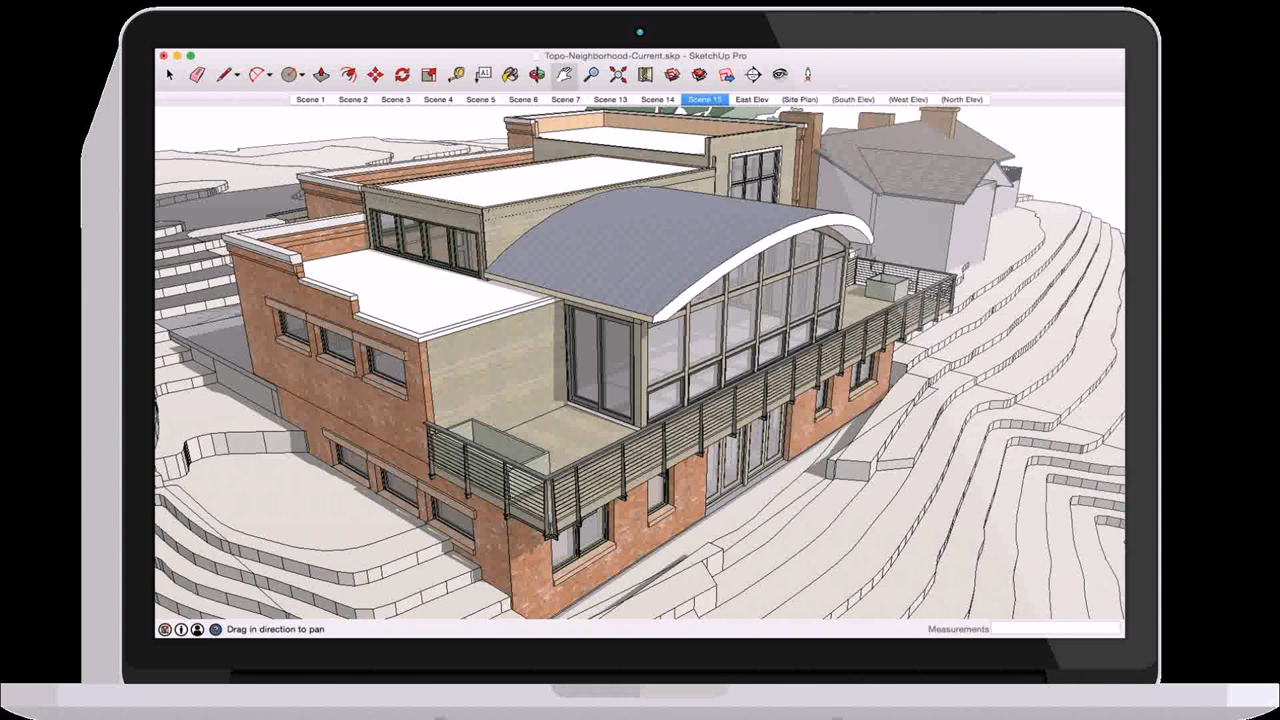 Topo-Neighborhood-Current.skp - SketchUp Pro
A1
Scene 1 Scene 2 Scene 3 Scene 4 Scene 5 Scene 6 Scene 7 Scene 13 Scene 14 Scene 15 East Elev (Site Plan) (South Elev) (West Elev) (North Elev)
Drag in direction to pan Measurements